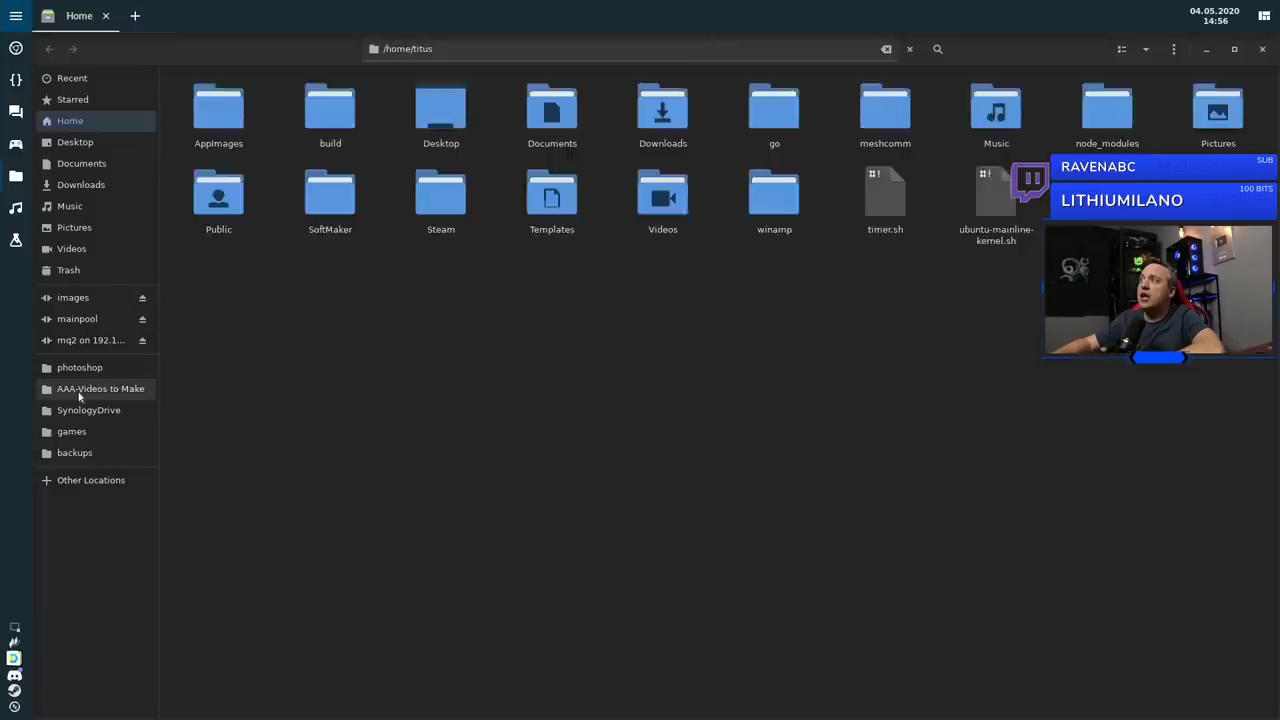 Home
04.05.2020
14:56
/home/titus
Recent
Starred
Home
Desktop
Documents
Downloads
Music
Pictures
Videos
Trash
images
mainpool
mq2 on 192.1...
photoshop
AAA-Videos to Make
SynologyDrive
games
backups
Other Locations
AppImages
build
Desktop
Documents
Downloads
go
meshcomm
Music
node_modules
Pictures
Public
SoftMaker
Steam
Templates
Videos
winamp
timer.sh
ubuntu-mainline-
kernel.sh
SUB
RAVENABC
100 BITS
LITHIUMILANO